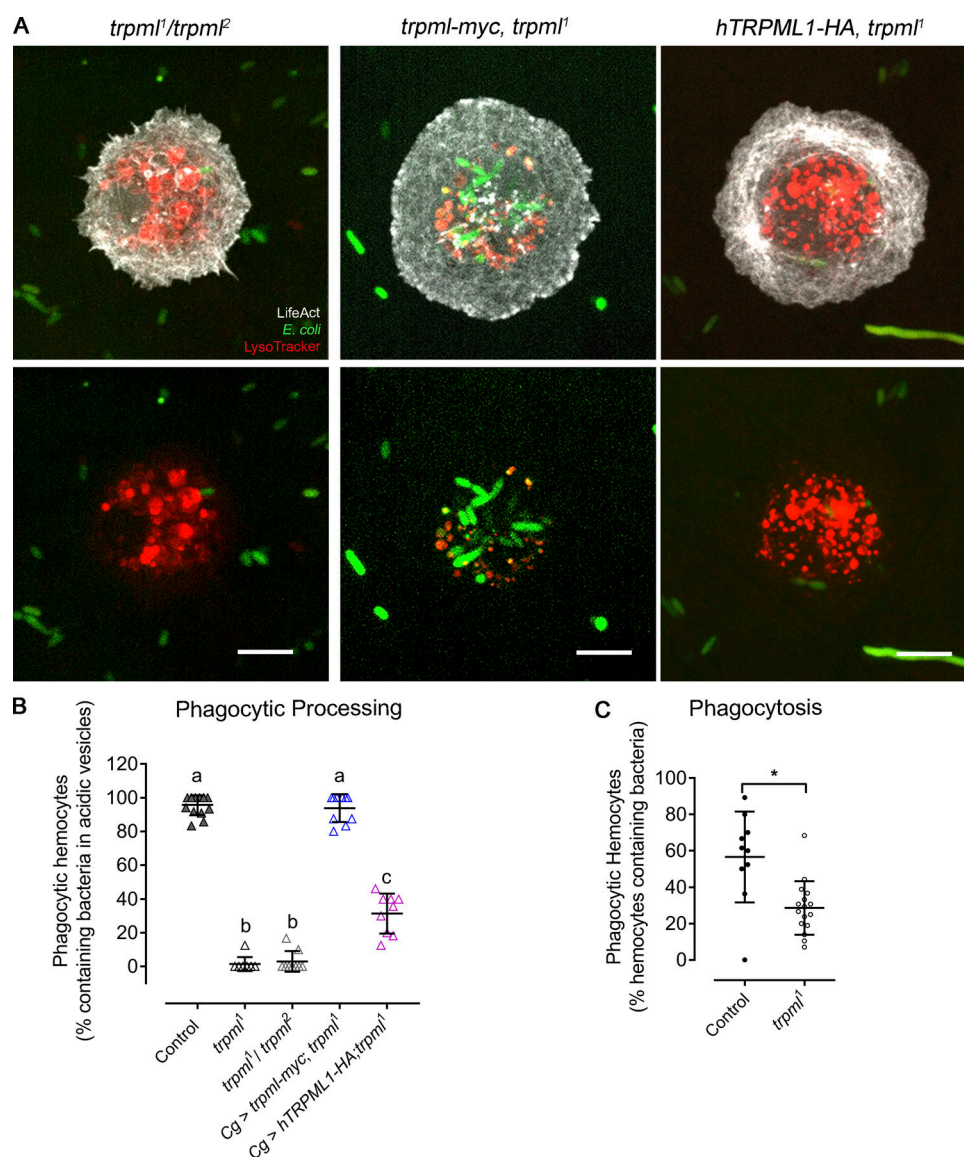 A
trpml¹/trpml²
trpml-myc, trpml¹
hTRPML1-HA, trpml¹
LifeAct
E. coli
LysoTracker
B
Phagocytic Processing
Phagocytic hemocytes
(% containing bacteria in acidic vesicles)
120
100
80
60
40
20
0
a
b
b
a
c
Control
trpml¹
trpml¹/ trpml²
Cg > trpml-myc; trpml¹
Cg > hTRPML1-HA;trpml¹
C
Phagocytosis
Phagocytic Hemocytes
(% hemocytes containing bacteria)
100
80
60
40
20
0
*
Control
trpml¹